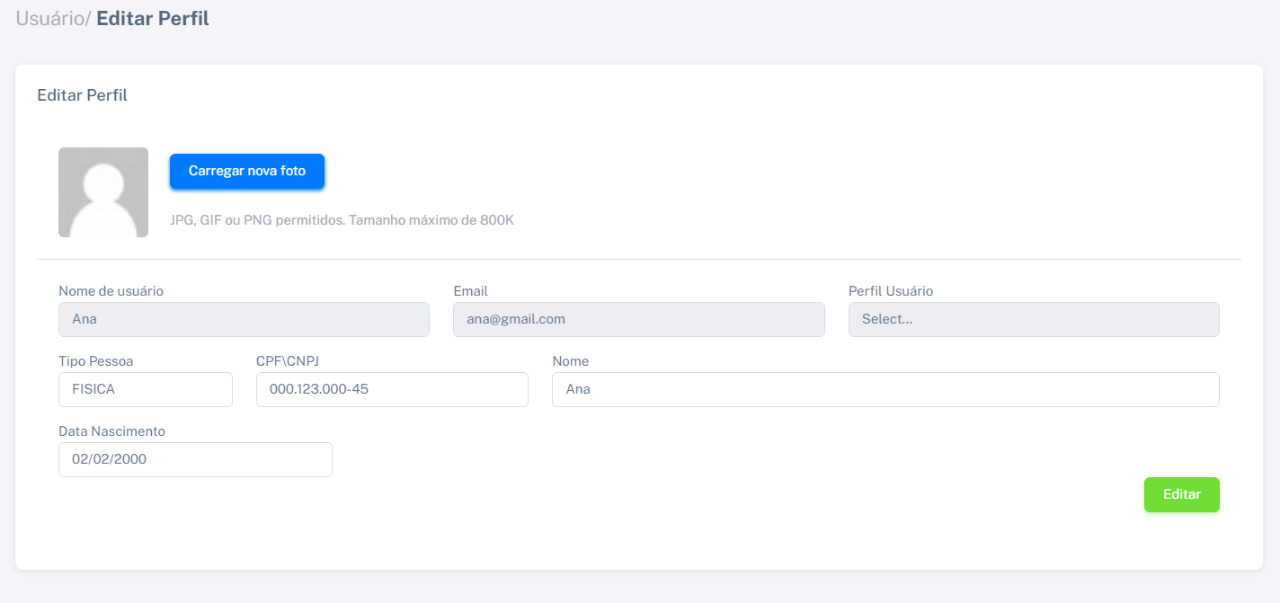 Usuário/ Editar Perfil
Editar Perfil
Carregar nova foto
JPG, GIF ou PNG permitidos. Tamanho máximo de 800K
Nome de usuário
Email
Perfil Usuário
Ana
ana@gmail.com
Select...
Tipo Pessoa
CPF\CNPJ
Nome
FISICA
000.123.000-45
Ana
Data Nascimento
02/02/2000
Editar